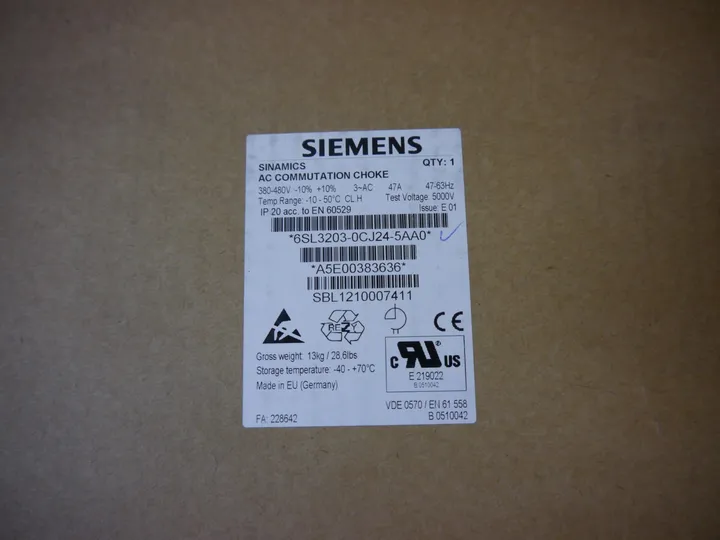 SIEMENS
SINAMICS QTY: 1
AC COMMUTATION CHOKE
380-480V -10% +10% 3~AC 47A 47-63Hz
Temp Range: -10 - 50°C CL H Test Voltage: 5000V
IP 20 acc. to EN 60529 Issue: E 01
*6SL3203-0CJ24-5AA0*
*A5E00383636*
SBL1210007411
REZY
CE
c RU ® US
E 219022
B 0510042
Gross weight: 13kg / 28,6lbs
Storage temperature: -40 - +70°C
Made in EU (Germany)
VDE 0570 / EN 61 558
FA: 228642 B 0510042